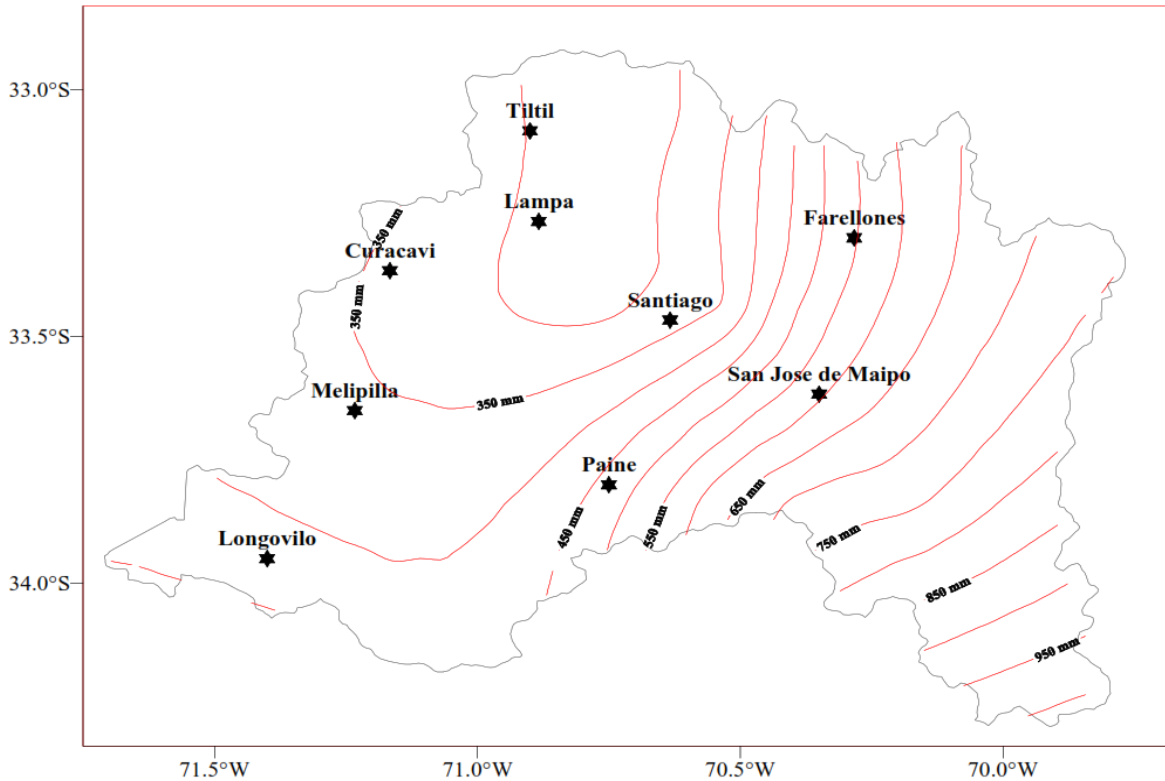 33.0°S
Tiltil
Lampa
Farellones
350 mm
Curacavi
350 mm
Santiago
33.5°S
San Jose de Maipo
Melipilla
350 mm
Paine
650 mm
450 mm
550 mm
750 mm
Longovilo
34.0°S
850 mm
950 mm
71.5°W
71.0°W
70.5°W
70.0°W